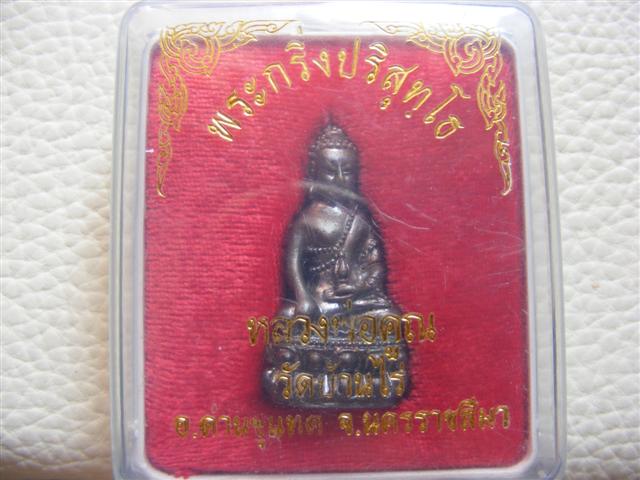 พระกริ่งปริสุทฺโธ
หลวงพ่อคูณ
วัดบ้านไร่
อ.ด่านขุนทด จ.นครราชสีมา